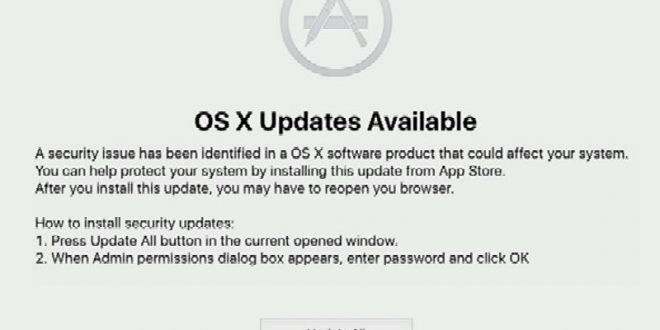 OS X Updates Available
A security issue has been identified in a OS X software product that could affect your system.
You can help protect your system by installing this update from App Store.
After you install this update, you may have to reopen you browser.
How to install security updates:
1. Press Update All button in the current opened window.
2. When Admin permissions dialog box appears, enter password and click OK